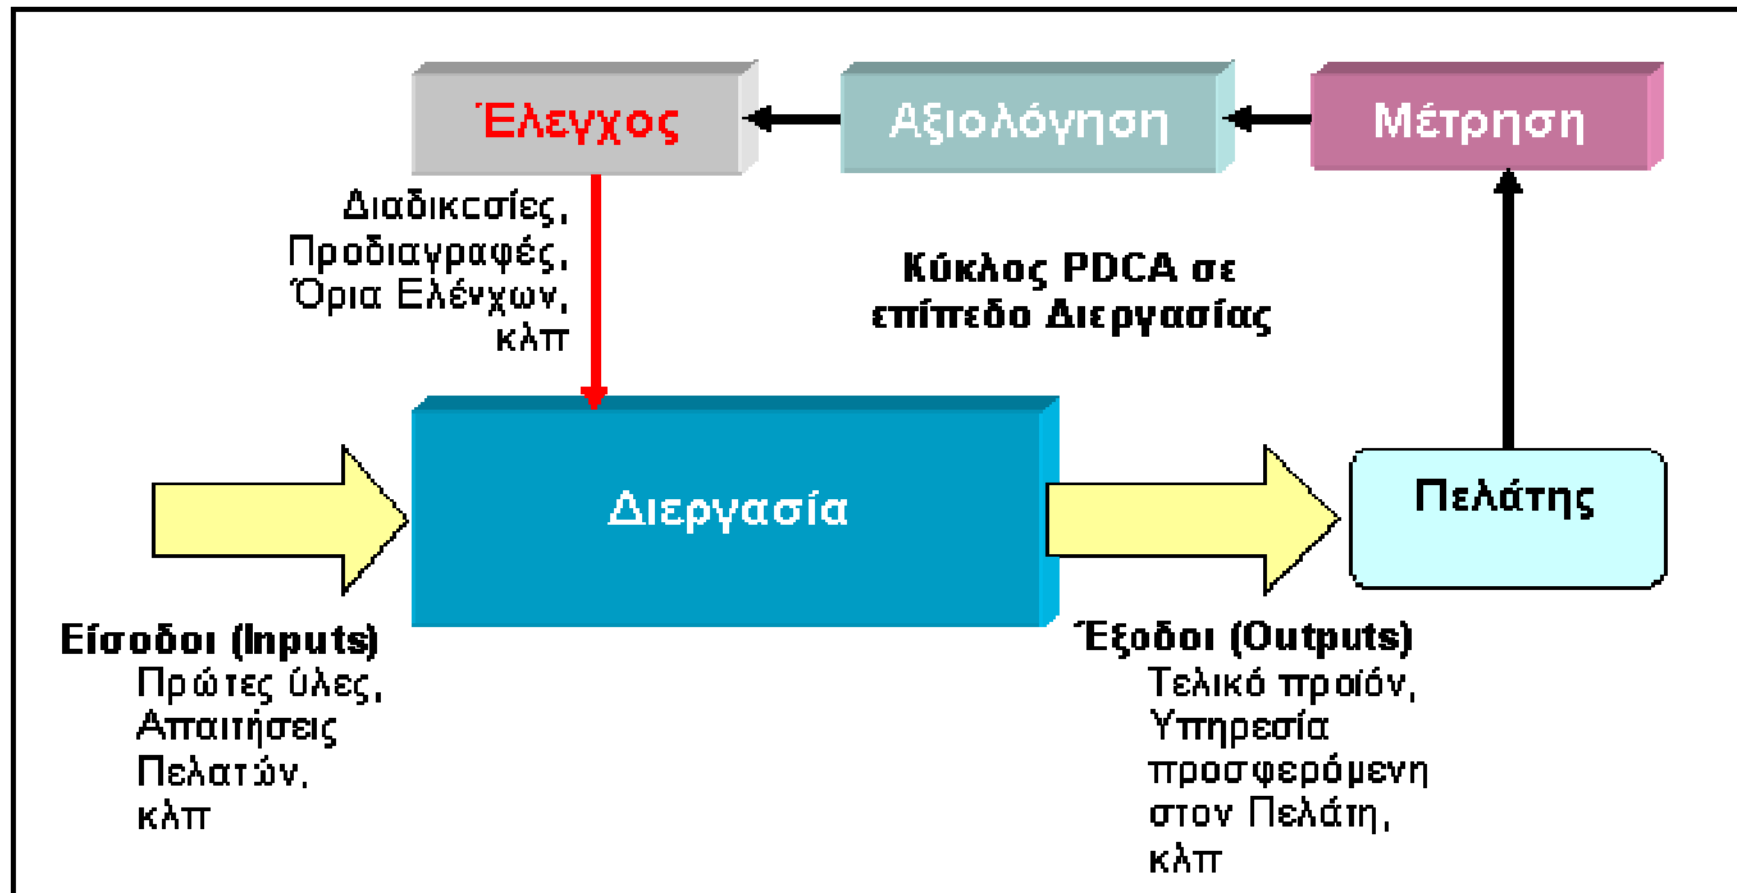 Έλεγχος
Αξιολόγηση
Μέτρηση
Διαδικασίες,
Προδιαγραφές,
Όρια Ελέγχων,
κλπ
Κύκλος PDCA σε
επίπεδο Διεργασίας
Διεργασία
Πελάτης
Είσοδοι (Inputs)
Πρώτες ύλες,
Απαιτήσεις
Πελατών,
κλπ
Έξοδοι (Outputs)
Τελικό προϊόν,
Υπηρεσία
προσφερόμενη
στον Πελάτη,
κλπ